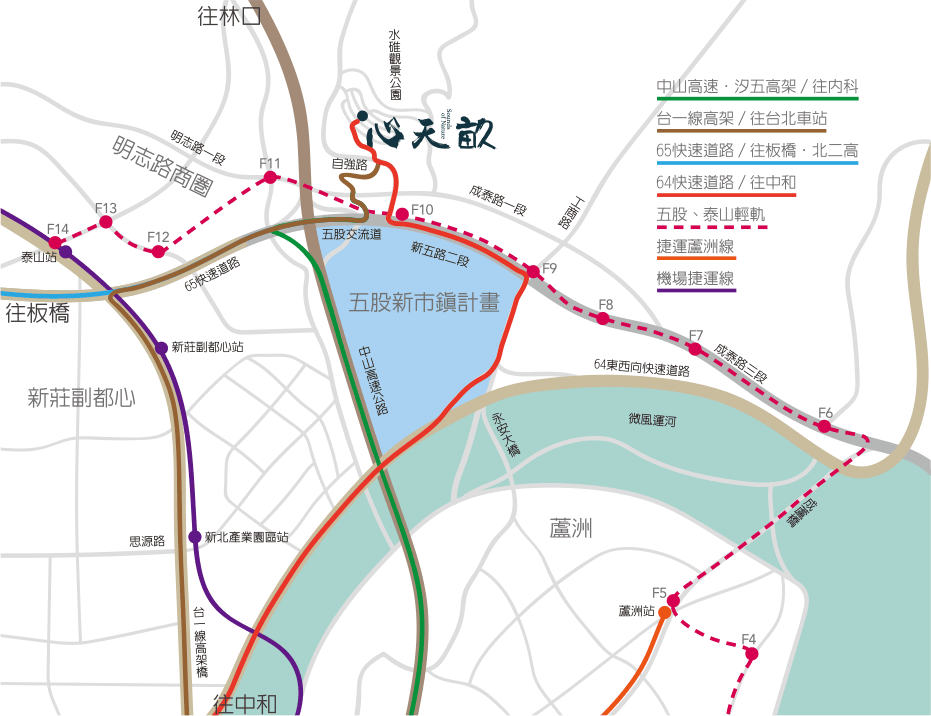 往林口
水碓觀景公園
心天畝
Sounds
of Nature
中山高速‧汐五高架 / 往內科
台一線高架 / 往台北車站
65快速道路 / 往板橋‧北二高
64快速道路 / 往中和
五股、泰山輕軌
捷運蘆洲線
機場捷運線
明志路一段
明志路商圈
F11
自強路
成泰路一段
工商路
F13
F10
F14
F12
泰山站
五股交流道
新五路二段
F9
65快速道路
往板橋
五股新市鎮計畫
F8
F7
新莊副都心站
中山高速公路
64東西向快速道路
成泰路三段
新莊副都心
F6
永安大橋
微風運河
成蘆橋
蘆洲
思源路
新北產業園區站
F5
蘆洲站
台一線高架橋
F4
往中和